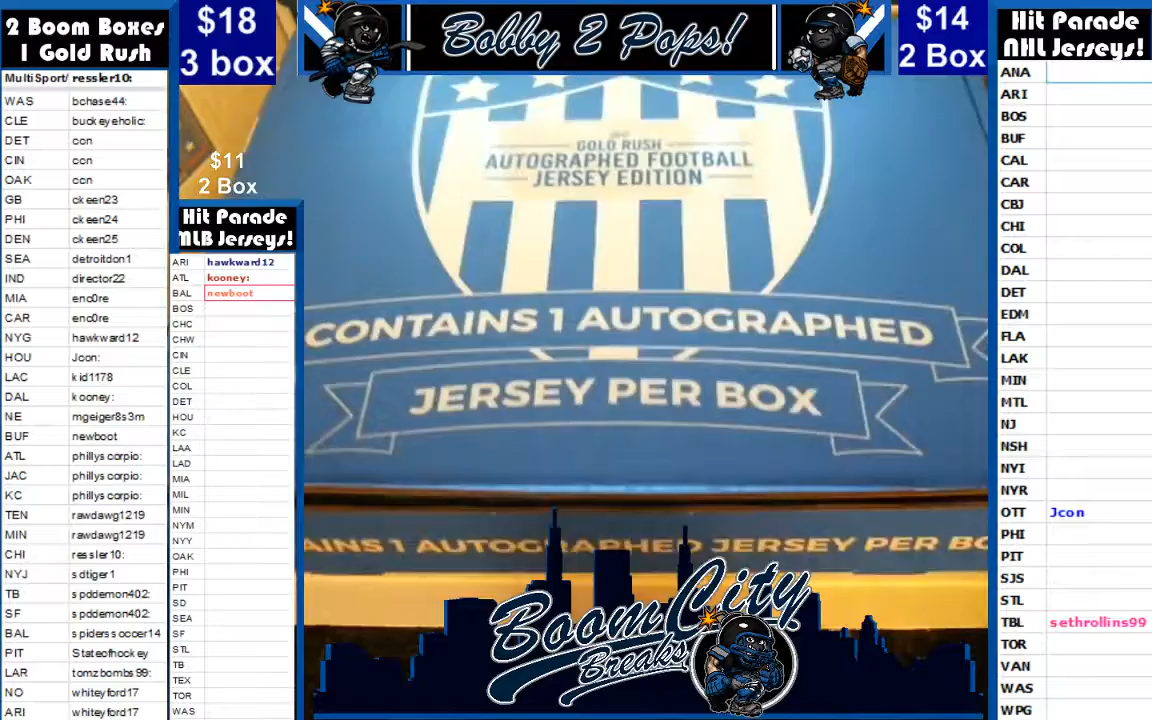 2 Boom Boxes
1 Gold Rush
MultiSport/ ressler10:
WAS bchase44:
CLE buckeyeholic:
DET ccn
CIN ccn
OAK ccn
GB ckeen23
PHI ckeen24
DEN ckeen25
SEA detroitdon1
IND director22
MIA enc0re
CAR enc0re
NYG hawkward12
HOU Jcon:
LAC kid1178
DAL kooney:
NE mgeiger8s3m
BUF newboot
ATL phillyscorpio:
JAC phillyscorpio:
KC phillyscorpio:
TEN rawdawg1219
MIN rawdawg1219
CHI ressler10:
NYJ sdtiger1
TB spddemon402:
SF spddemon402:
BAL spiderssoccer14
PIT Stateofhockey
LAR tomzbombs99:
NO whiteyford17
ARI whiteyford17
$18
3 box
$11
2 Box
Hit Parade
MLB Jerseys!
ARI hawkward12
ATL kooney:
BAL newboot
BOS
CHC
CHW
CIN
CLE
COL
DET
HOU
KC
LAA
LAD
MIA
MIL
MIN
NYM
NYY
OAK
PHI
PIT
SD
SEA
SF
STL
TB
TEX
TOR
WAS
Bobby 2 Pops!
GOLD RUSH
AUTOGRAPHED FOOTBALL
JERSEY EDITION
CONTAINS 1 AUTOGRAPHED
JERSEY PER BOX
AINS 1 AUTOGRAPHED JERSEY PER BO
Boom City
Breaks
$14
2 Box
Hit Parade
NHL Jerseys!
ANA
ARI
BOS
BUF
CAL
CAR
CBJ
CHI
COL
DAL
DET
EDM
FLA
LAK
MIN
MTL
NJ
NSH
NYI
NYR
OTT Jcon
PHI
PIT
SJS
STL
TBL sethrollins99
TOR
VAN
WAS
WPG